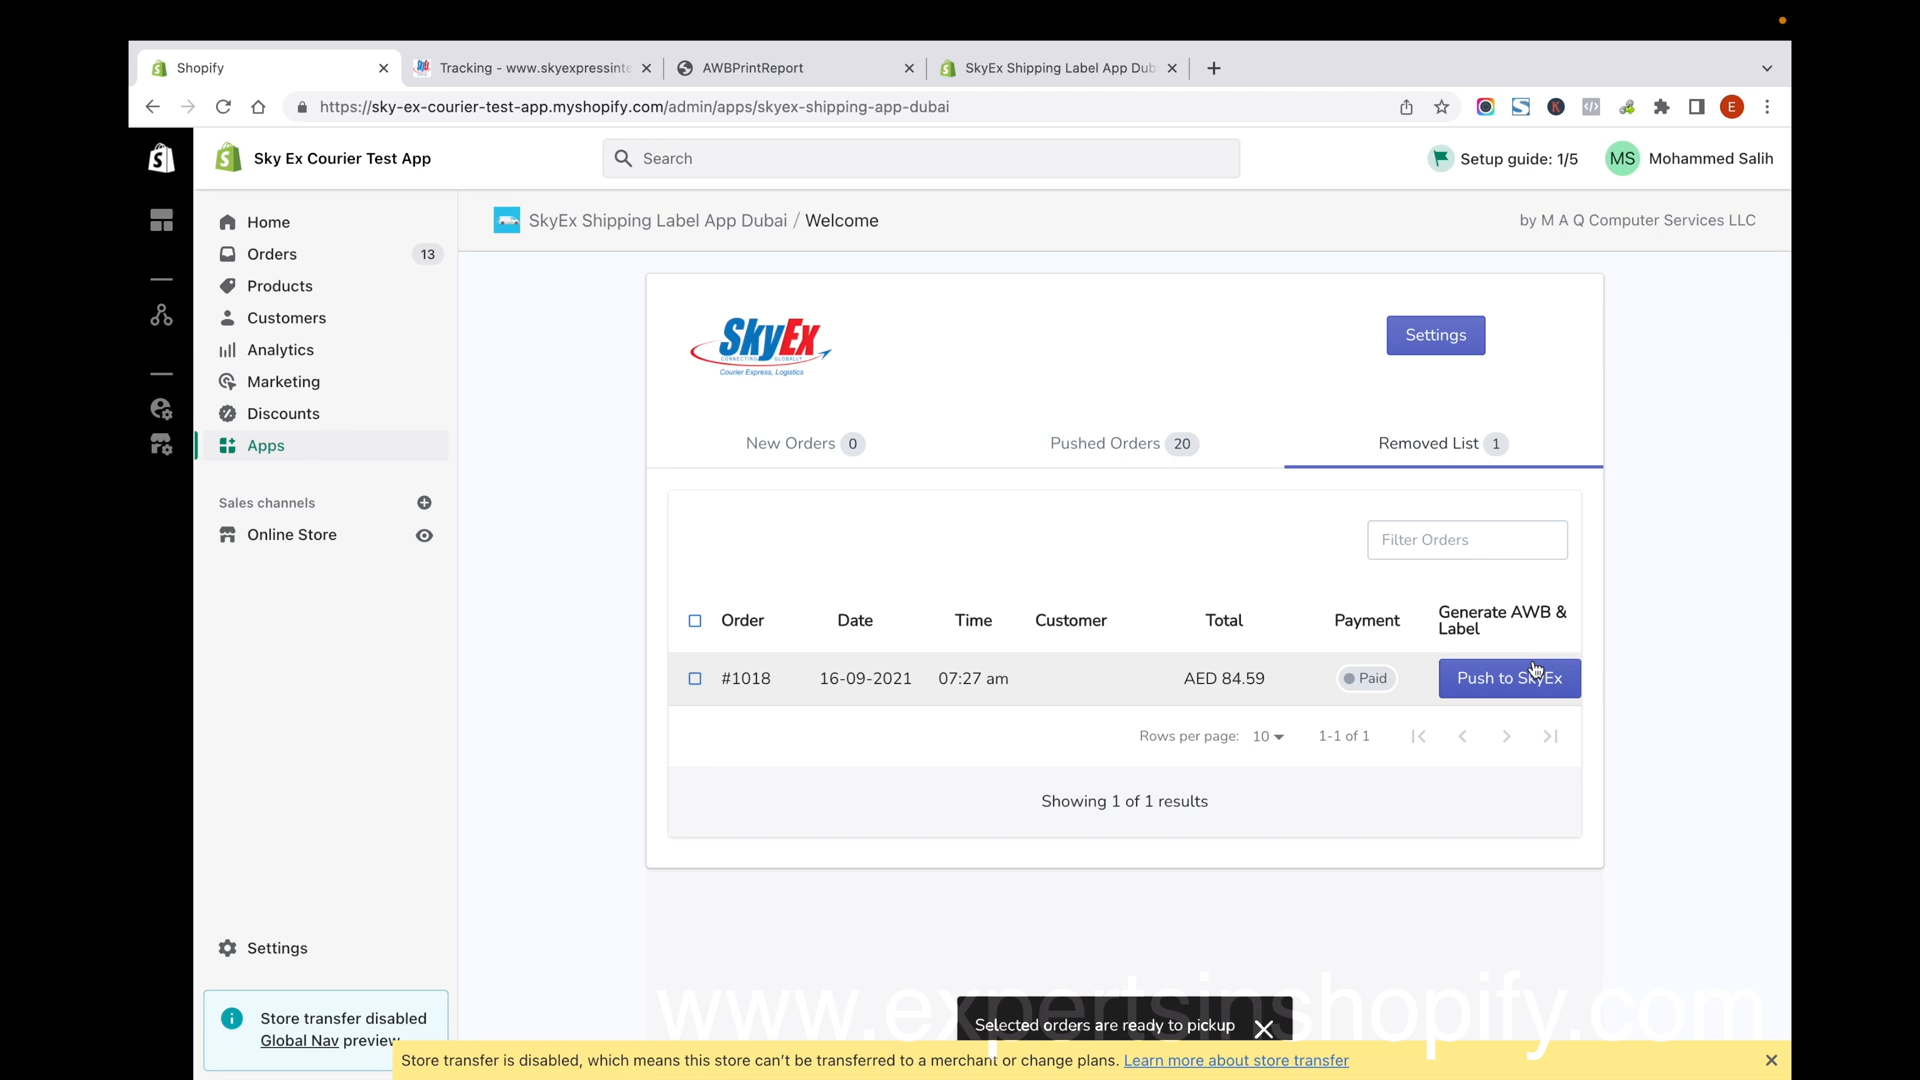 Shopify
Tracking - www.skyexpressinte
AWBPrintReport
SkyEx Shipping Label App Dub
https://sky-ex-courier-test-app.myshopify.com/admin/apps/skyex-shipping-app-dubai
E
Sky Ex Courier Test App
Search
Setup guide: 1/5
MS
Mohammed Salih
Home
Orders
13
Products
Customers
Analytics
Marketing
Discounts
Apps
Sales channels
Online Store
Settings
Store transfer disabled
Global Nav preview
SkyEx Shipping Label App Dubai / Welcome
by M A Q Computer Services LLC
SkyEx
CONNECTING GLOBALLY
Courier Express, Logistics
Settings
New Orders 0
Pushed Orders 20
Removed List 1
Filter Orders
Order Date Time Customer Total Payment Generate AWB &
Label
#1018 16-09-2021 07:27 am AED 84.59 Paid Push to SkyEx
Rows per page: 10 1-1 of 1
Showing 1 of 1 results
www.expertsinshopify.com
Selected orders are ready to pickup
Store transfer is disabled, which means this store can't be transferred to a merchant or change plans. Learn more about store transfer